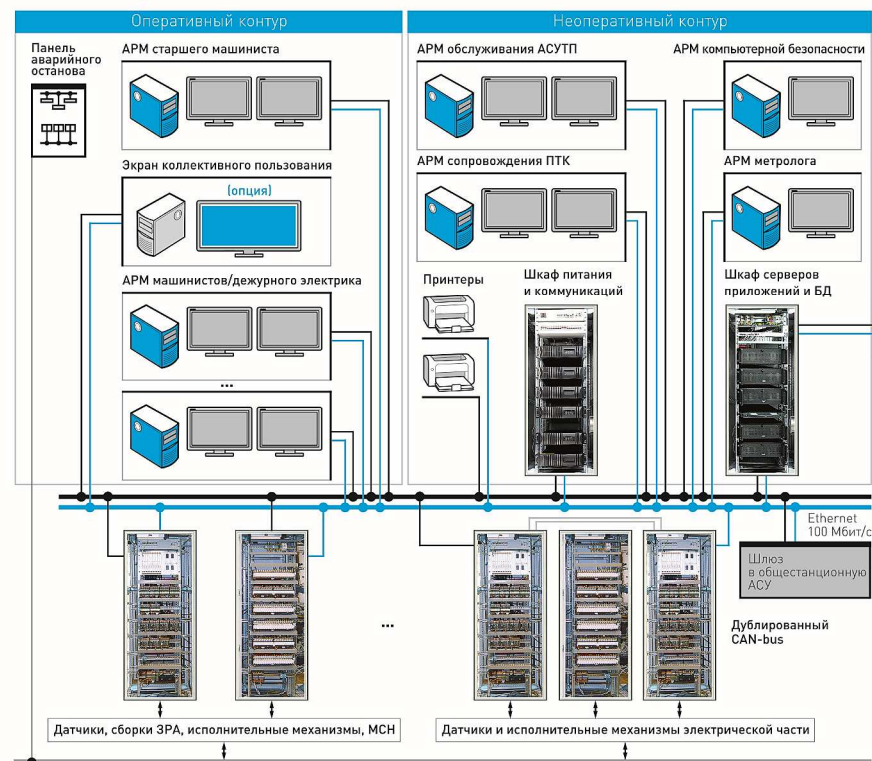 Оперативный контур
Неоперативный контур
Панель
аварийного
останова
АРМ старшего машиниста
Экран коллективного пользования
(опция)
АРМ машинистов/дежурного электрика
...
АРМ обслуживания АСУТП
АРМ компьютерной безопасности
АРМ сопровождения ПТК
АРМ метролога
Принтеры
Шкаф питания
и коммуникаций
Шкаф серверов
приложений и БД
Ethernet
100 Мбит/с
Шлюз
в общестанционную
АСУ
...
Дублированный
CAN-bus
Датчики, сборки ЗРА, исполнительные механизмы, МСН
Датчики и исполнительные механизмы электрической части